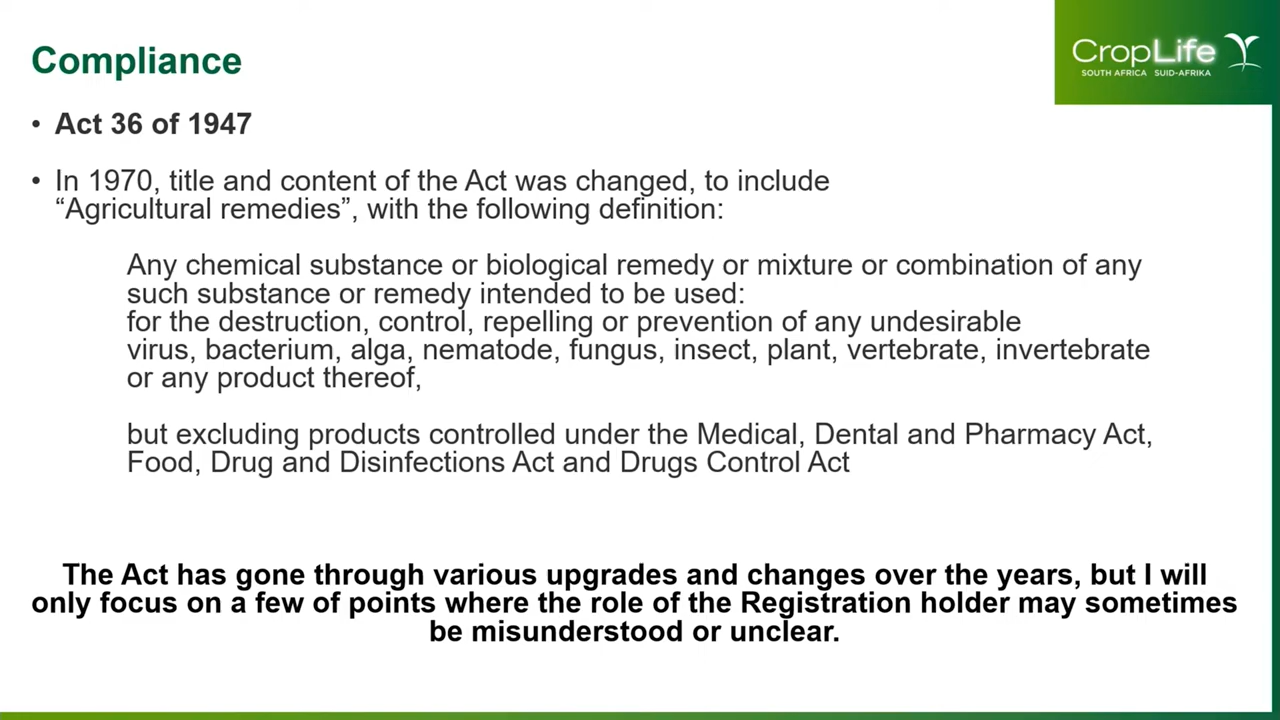 Compliance
CropLife
SOUTH AFRICA SUID-AFRIKA
• Act 36 of 1947
• In 1970, title and content of the Act was changed, to include
“Agricultural remedies”, with the following definition:
Any chemical substance or biological remedy or mixture or combination of any
such substance or remedy intended to be used:
for the destruction, control, repelling or prevention of any undesirable
virus, bacterium, alga, nematode, fungus, insect, plant, vertebrate, invertebrate
or any product thereof,
but excluding products controlled under the Medical, Dental and Pharmacy Act,
Food, Drug and Disinfections Act and Drugs Control Act
The Act has gone through various upgrades and changes over the years, but I will
only focus on a few of points where the role of the Registration holder may sometimes
be misunderstood or unclear.